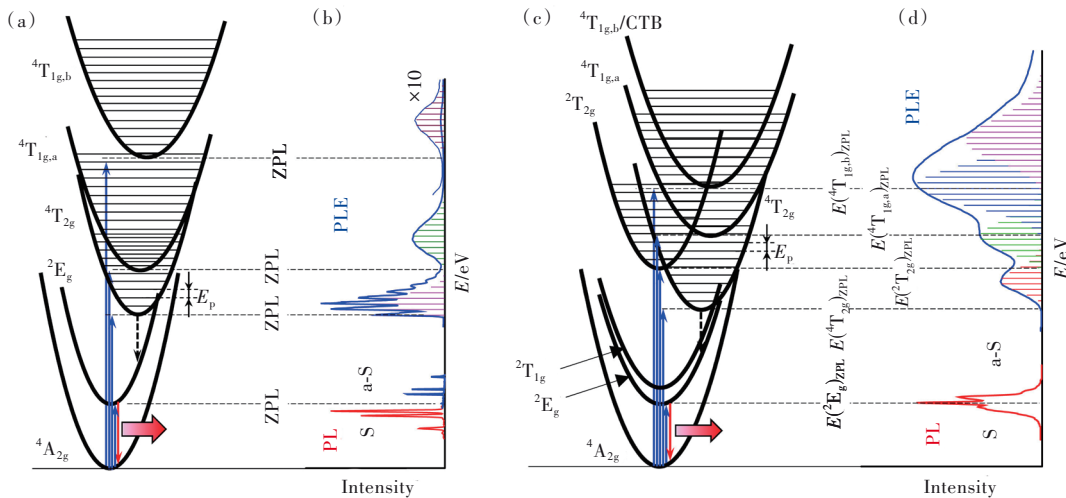 (a)
⁴T₁g,b
⁴T₁g,a
⁴T₂g
²Eg
Ep
⁴A₂g
(b)
×10
ZPL
PLE
ZPL
ZPL
ZPL
a-S
S
PL
E/eV
Intensity
(c)
⁴T₁g,b/CTB
⁴T₁g,a
²T₂g
⁴T₂g
Ep
²T₁g
²Eg
⁴A₂g
(d)
PLE
E(⁴T₁g,b)ZPL
E(⁴T₁g,a)ZPL
E(²T₂g)ZPL
E(⁴T₂g)ZPL
E(²Eg)ZPL
a-S
S
PL
E/eV
Intensity